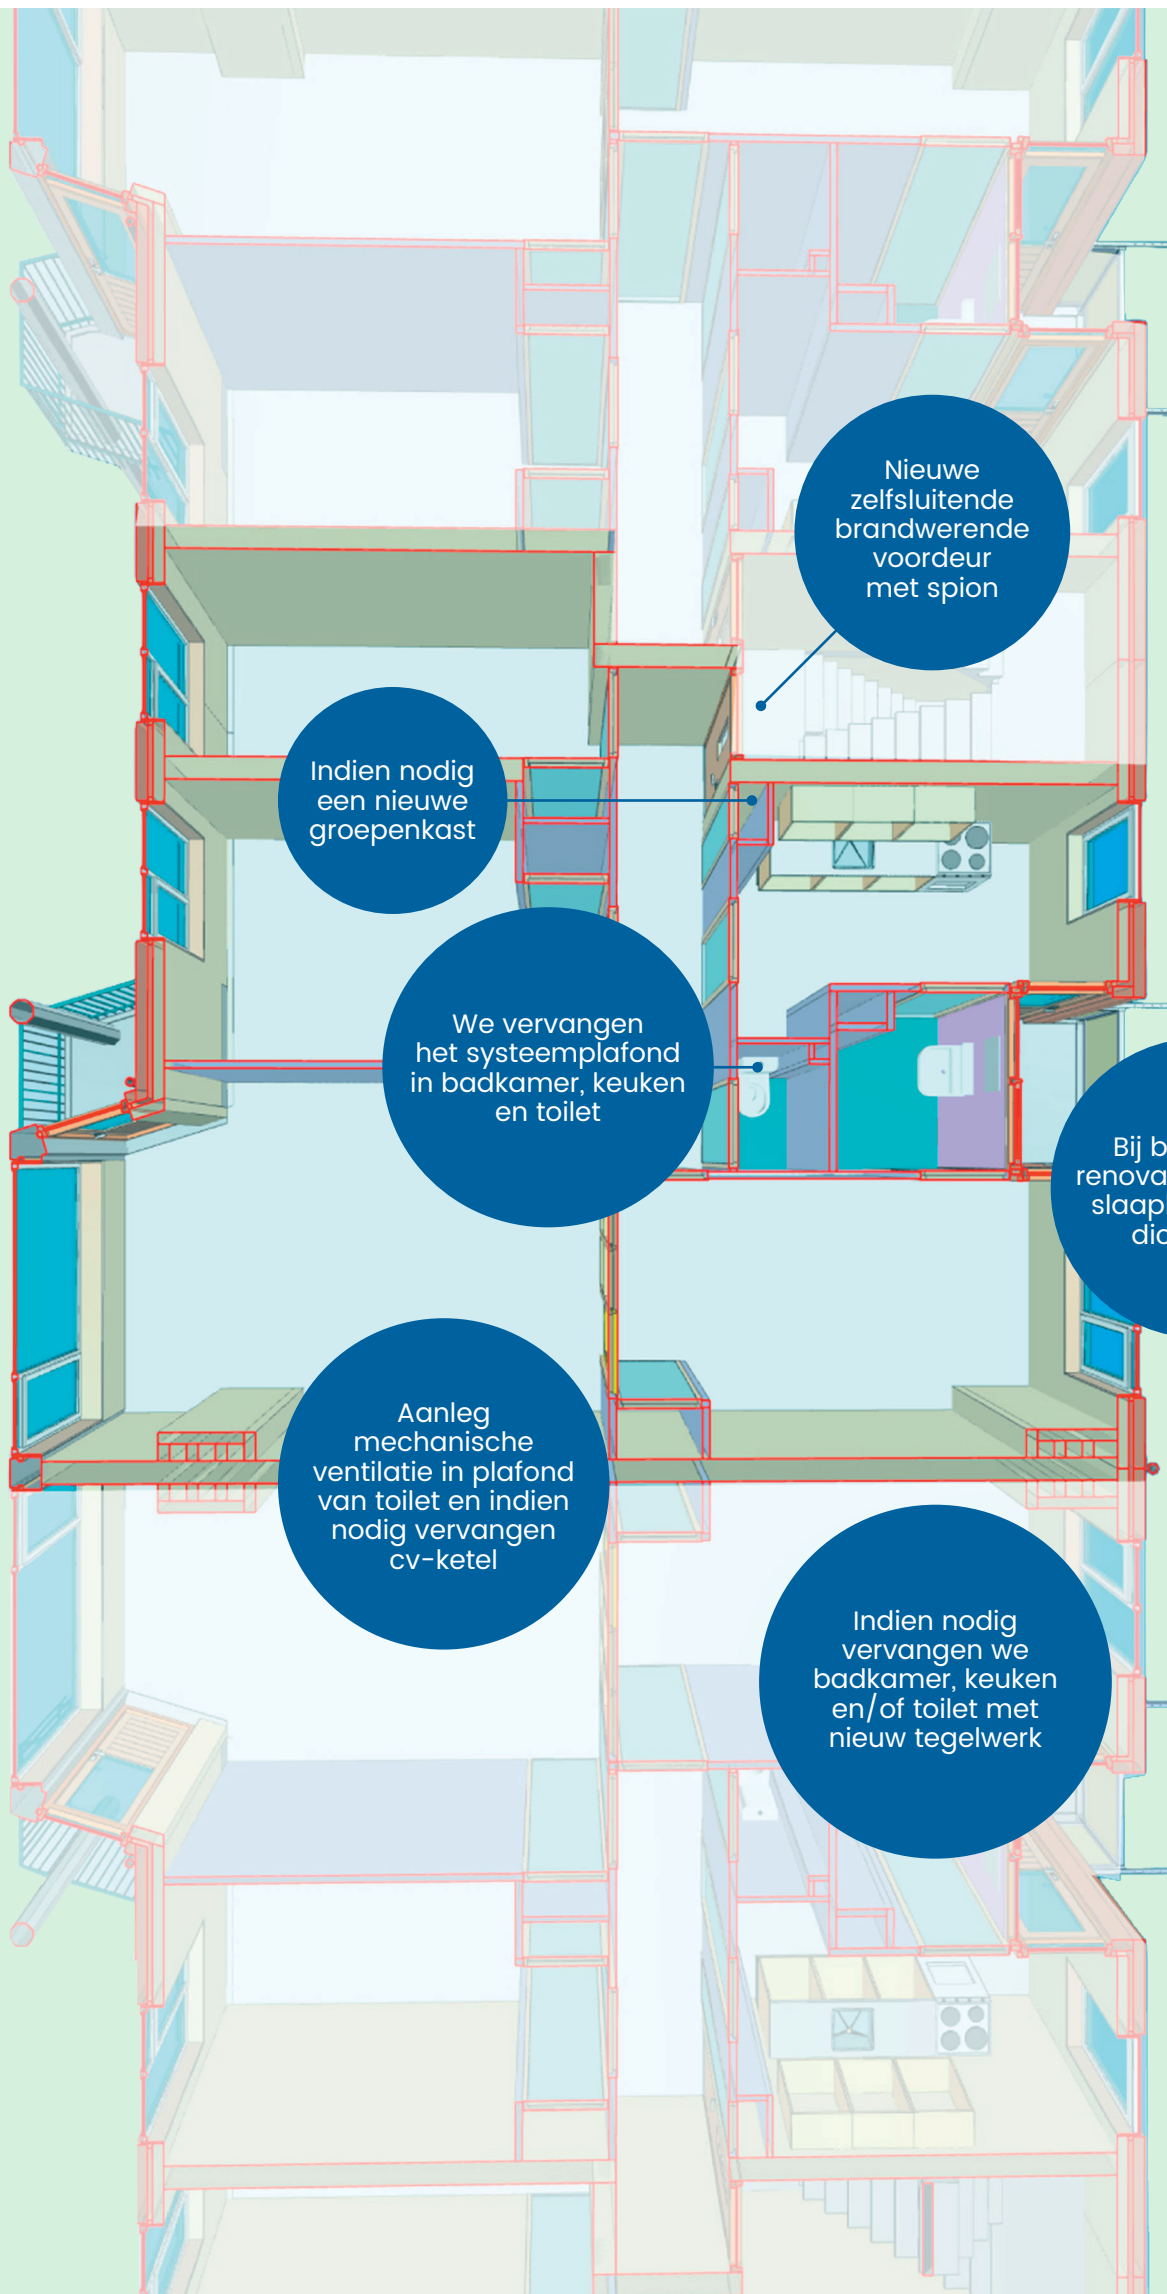 Nieuwe
zelfsluitende
brandwerende
voordeur
met spion
Indien nodig
een nieuwe
groepenkast
We vervangen
het systeemplafond
in badkamer, keuken
en toilet
Bij
Aanleg
mechanische
ventilatie in plafond
van toilet en indien
nodig vervangen
cv-ketel
Indien nodig
vervangen we
badkamer, keuken
en/of toilet met
nieuw tegelwerk